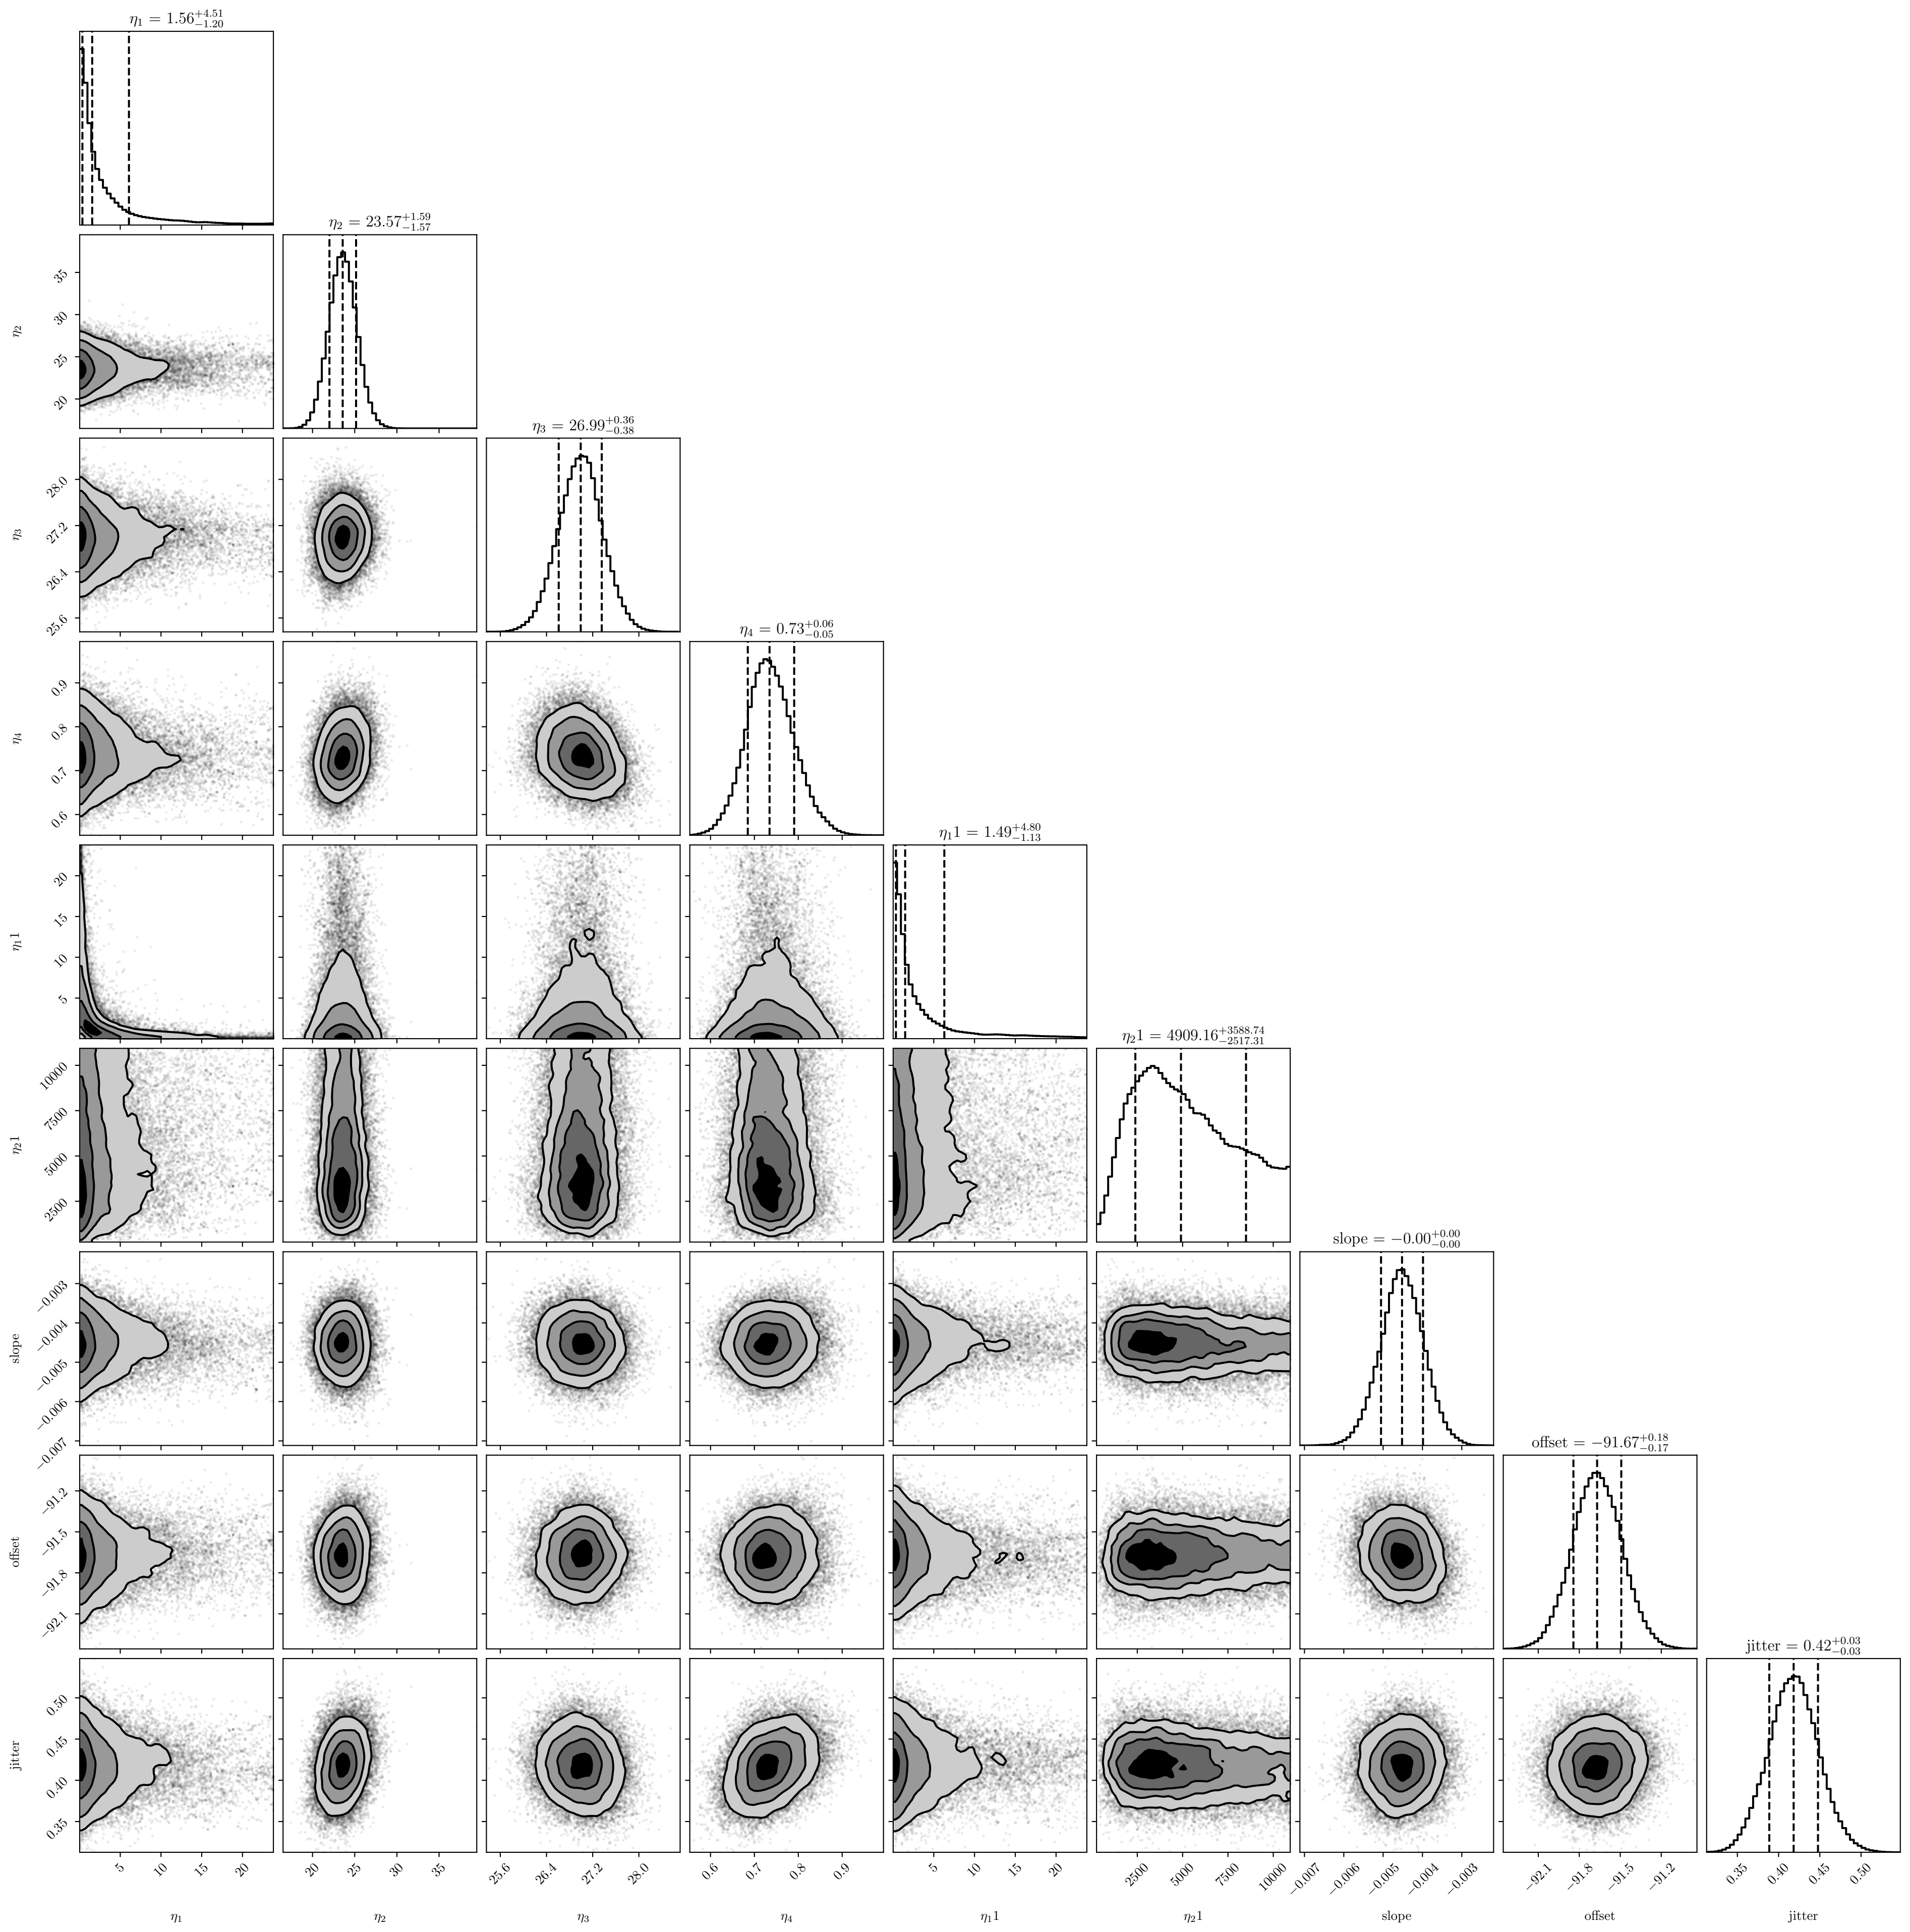 η₁ = 1.56 +4.51 −1.20
η₂ = 23.57 +1.59 −1.57
η₂
35
30
25
20
η₃ = 26.99 +0.36 −0.38
η₃
28.0
27.2
26.4
25.6
η₄ = 0.73 +0.06 −0.05
η₄
0.9
0.8
0.7
0.6
η₁1 = 1.49 +4.80 −1.13
η₁1
20
15
10
5
η₂1 = 4909.16 +3588.74 −2517.31
η₂1
10000
7500
5000
2500
slope = −0.00 +0.00 −0.00
slope
−0.003
−0.004
−0.005
−0.006
−0.007
offset = −91.67 +0.18 −0.17
offset
−91.2
−91.5
−91.8
−92.1
jitter = 0.42 +0.03 −0.03
jitter
0.50
0.45
0.40
0.35
5 10 15 20 20 25 30 35 25.6 26.4 27.2 28.0 0.6 0.7 0.8 0.9 5 10 15 20 2500 5000 7500 10000 −0.007 −0.006 −0.005 −0.004 −0.003 −92.1 −91.8 −91.5 −91.2 0.35 0.40 0.45 0.50
η₁ η₂ η₃ η₄ η₁1 η₂1 slope offset jitter